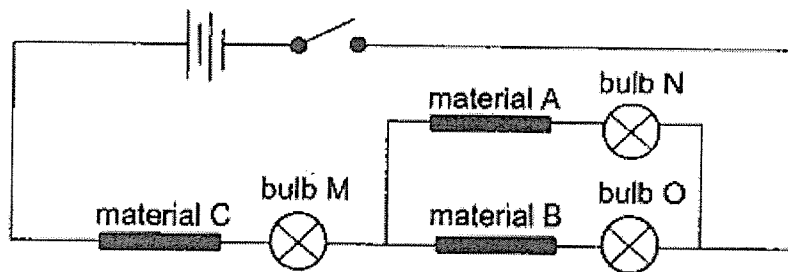 bulb N
material A
bulb M
bulb O
material C
material B